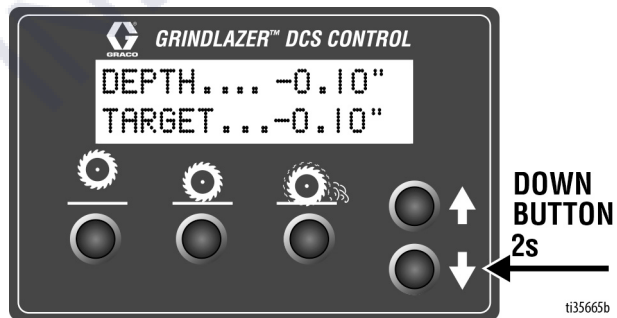 GRACO
GRINDLAZER™ DCS CONTROL
DEPTH.... -0.10"
TARGET...-0.10"
DOWN
BUTTON
2s
ti35665b